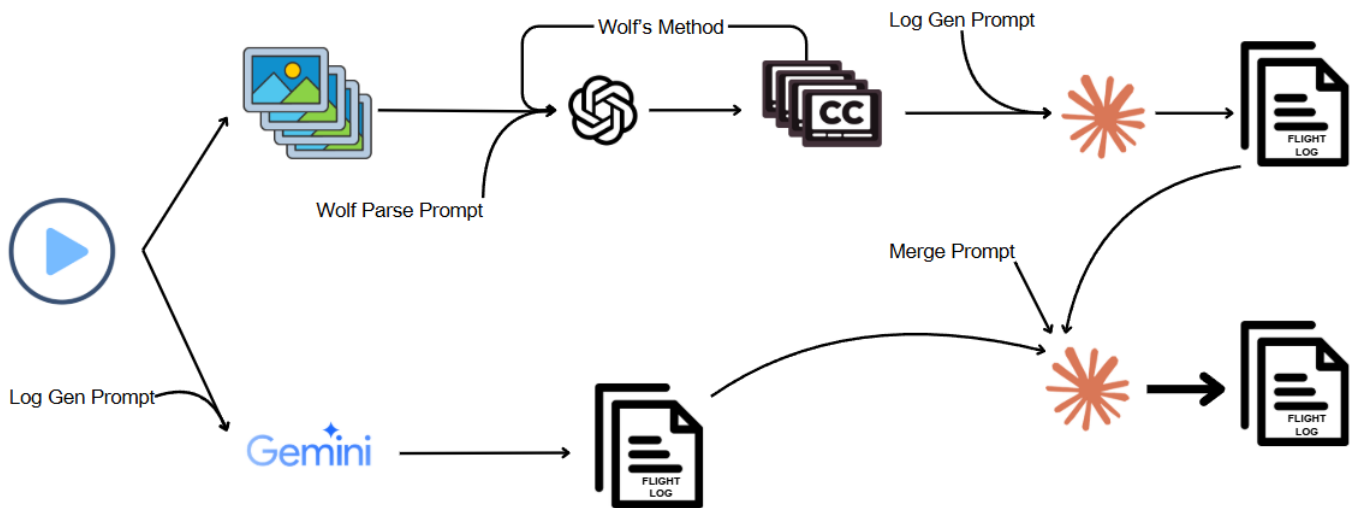 Wolf's Method
Log Gen Prompt
CC
FLIGHT
LOG
Wolf Parse Prompt
Merge Prompt
Log Gen Prompt
Gemini
FLIGHT
LOG
FLIGHT
LOG